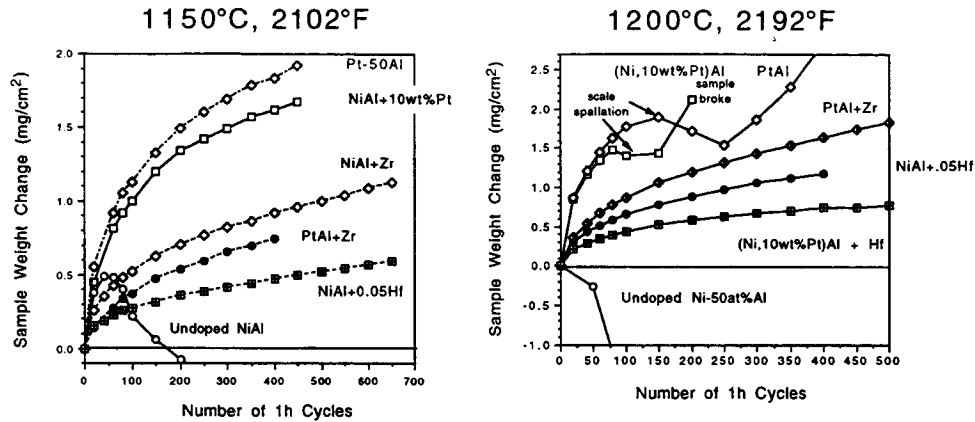 1150°C, 2102°F
Sample Weight Change (mg/cm²)
2.0
1.5
1.0
0.5
0.0
Pt-50Al
NiAl+10wt%Pt
NiAl+Zr
PtAl+Zr
NiAl+0.05Hf
Undoped NiAl
0 100 200 300 400 500 600 700
Number of 1h Cycles
1200°C, 2192°F
Sample Weight Change (mg/cm²)
2.5
2.0
1.5
1.0
0.5
0.0
-0.5
-1.0
(Ni,10wt%Pt)Al
PtAl
sample
broke
scale
spallation
PtAl+Zr
NiAl+.05Hf
(Ni,10wt%Pt)Al + Hf
Undoped Ni-50at%Al
0 50 100 150 200 250 300 350 400 450 500
Number of 1h Cycles